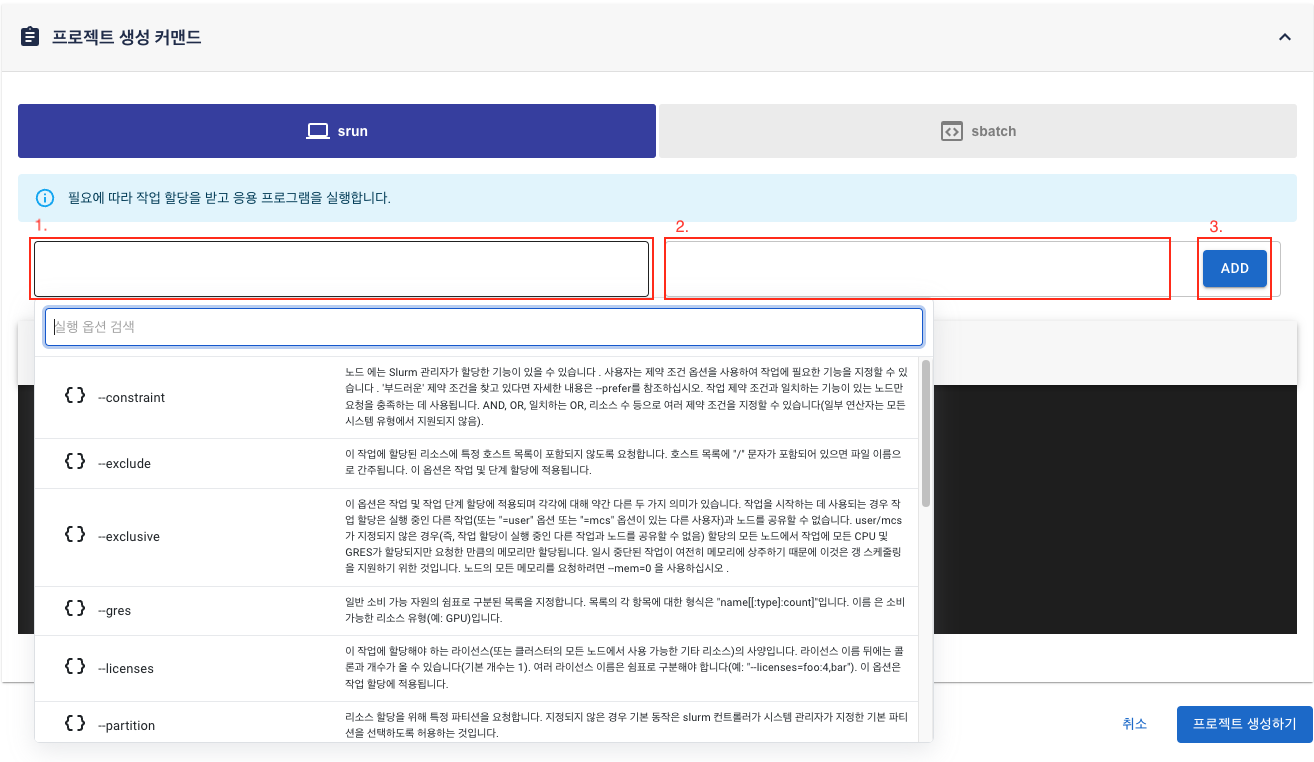 프로젝트 생성 커맨드
srun
sbatch
필요에 따라 작업 할당을 받고 응용 프로그램을 실행합니다.
1.
2.
3.
ADD
실행 옵션 검색
--constraint
노드 에는 Slurm 관리자가 할당한 기능이 있을 수 있습니다 . 사용자는 제약 조건 옵션을 사용하여 작업에 필요한 기능을 지정할 수 있
습니다 . '부드러운' 제약 조건을 찾고 있다면 자세한 내용은 --prefer를 참조하십시오. 작업 제약 조건과 일치하는 기능이 있는 노드만
요청을 충족하는 데 사용됩니다. AND, OR, 일치하는 OR, 리소스 수 등으로 여러 제약 조건을 지정할 수 있습니다(일부 연산자는 모든
시스템 유형에서 지원되지 않음).
--exclude
이 작업에 할당된 리소스에 특정 호스트 목록이 포함되지 않도록 요청합니다. 호스트 목록에 "/" 문자가 포함되어 있으면 파일 이름으
로 간주됩니다. 이 옵션은 작업 및 단계 할당에 적용됩니다.
--exclusive
이 옵션은 작업 및 작업 단계 할당에 적용되며 각각에 대해 약간 다른 두 가지 의미가 있습니다. 작업을 시작하는 데 사용되는 경우 작
업 할당은 실행 중인 다른 작업(또는 "=user" 옵션 또는 "=mcs" 옵션이 있는 다른 사용자)과 노드를 공유할 수 없습니다. user/mcs
가 지정되지 않은 경우(즉, 작업 할당이 실행 중인 다른 작업과 노드를 공유할 수 없음) 할당의 모든 노드에서 작업에 모든 CPU 및
GRES가 할당되지만 요청한 만큼의 메모리만 할당됩니다. 일시 중단된 작업이 여전히 메모리에 상주하기 때문에 이것은 갱 스케줄링
을 지원하기 위한 것입니다. 노드의 모든 메모리를 요청하려면 --mem=0 을 사용하십시오 .
--gres
일반 소비 가능 자원의 쉼표로 구분된 목록을 지정합니다. 목록의 각 항목에 대한 형식은 "name[[:type]:count]"입니다. 이름 은 소비
가능한 리소스 유형(예: GPU)입니다.
--licenses
이 작업에 할당해야 하는 라이선스(또는 클러스터의 모든 노드에서 사용 가능한 기타 리소스)의 사양입니다. 라이선스 이름 뒤에는 콜
론과 개수가 올 수 있습니다(기본 개수는 1). 여러 라이선스 이름은 쉼표로 구분해야 합니다(예: "--licenses=foo:4,bar"). 이 옵션은
작업 할당에 적용됩니다.
--partition
리소스 할당을 위해 특정 파티션을 요청합니다. 지정되지 않은 경우 기본 동작은 slurm 컨트롤러가 시스템 관리자가 지정한 기본 파티
션을 선택하도록 허용하는 것입니다.
취소
프로젝트 생성하기